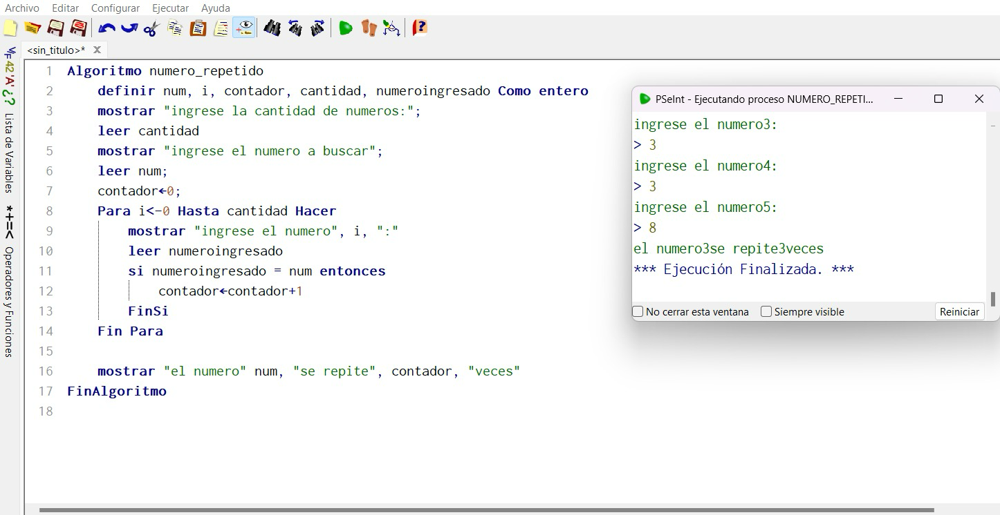 Archivo Editar Configurar Ejecutar Ayuda
<sin_titulo>*
42 'A' ¿?
Lista de Variables
*+=<
Operadores y Funciones
1 Algoritmo numero_repetido
2 definir num, i, contador, cantidad, numeroingresado Como entero
3 mostrar "ingrese la cantidad de numeros:";
4 leer cantidad
5 mostrar "ingrese el numero a buscar";
6 leer num;
7 contador←0;
8 Para i<-0 Hasta cantidad Hacer
9 mostrar "ingrese el numero", i, ":"
10 leer numeroingresado
11 si numeroingresado = num entonces
12 contador←contador+1
13 FinSi
14 Fin Para
15
16 mostrar "el numero" num, "se repite", contador, "veces"
17 FinAlgoritmo
18
PSeInt - Ejecutando proceso NUMERO_REPETI...
ingrese el numero3:
> 3
ingrese el numero4:
> 3
ingrese el numero5:
> 8
el numero3se repite3veces
*** Ejecución Finalizada. ***
No cerrar esta ventana Siempre visible Reiniciar